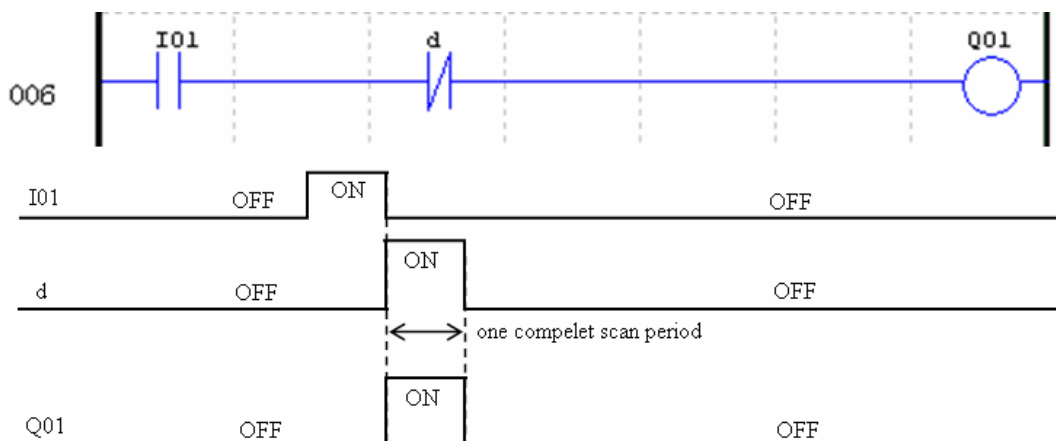 I01 d Q01
006
I01 OFF ON OFF
ON
d OFF OFF
one compelet scan period
ON
Q01 OFF OFF